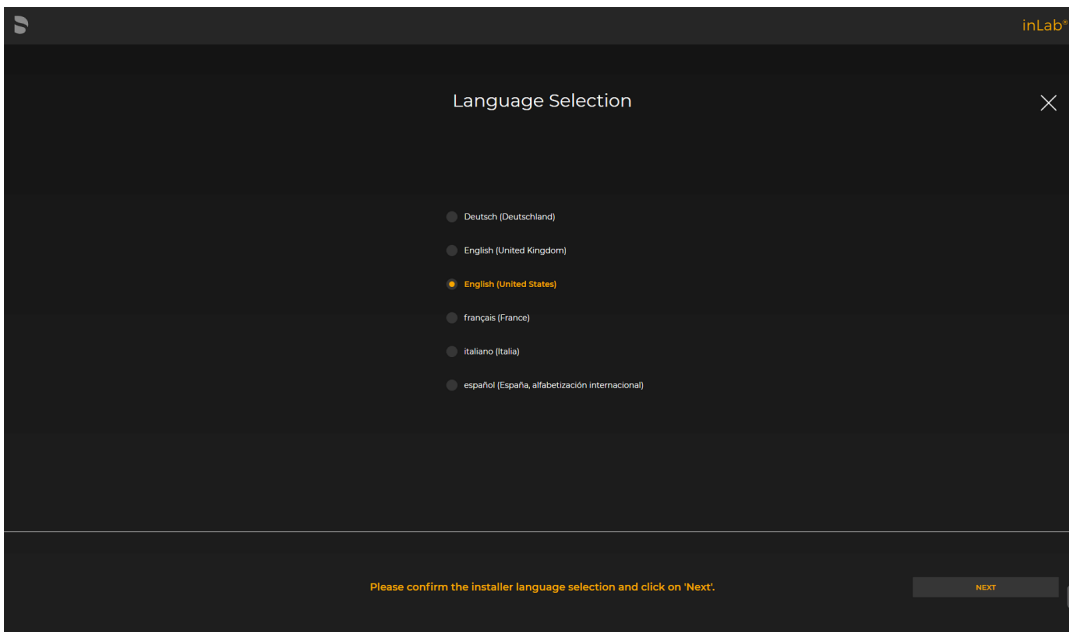 inLab®
Language Selection
Deutsch (Deutschland)
English (United Kingdom)
English (United States)
français (France)
italiano (Italia)
español (España, alfabetización internacional)
Please confirm the installer language selection and click on 'Next'.
NEXT